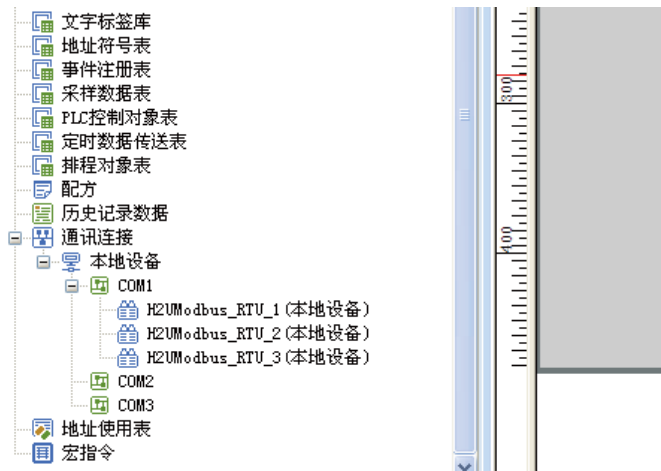 文字标签库
地址符号表
事件注册表
采样数据表
PLC控制对象表
定时数据传送表
排程对象表
配方
历史记录数据
通讯连接
本地设备
COM1
H2UModbus_RTU_1(本地设备)
H2UModbus_RTU_2(本地设备)
H2UModbus_RTU_3(本地设备)
COM2
COM3
地址使用表
宏指令
300
400